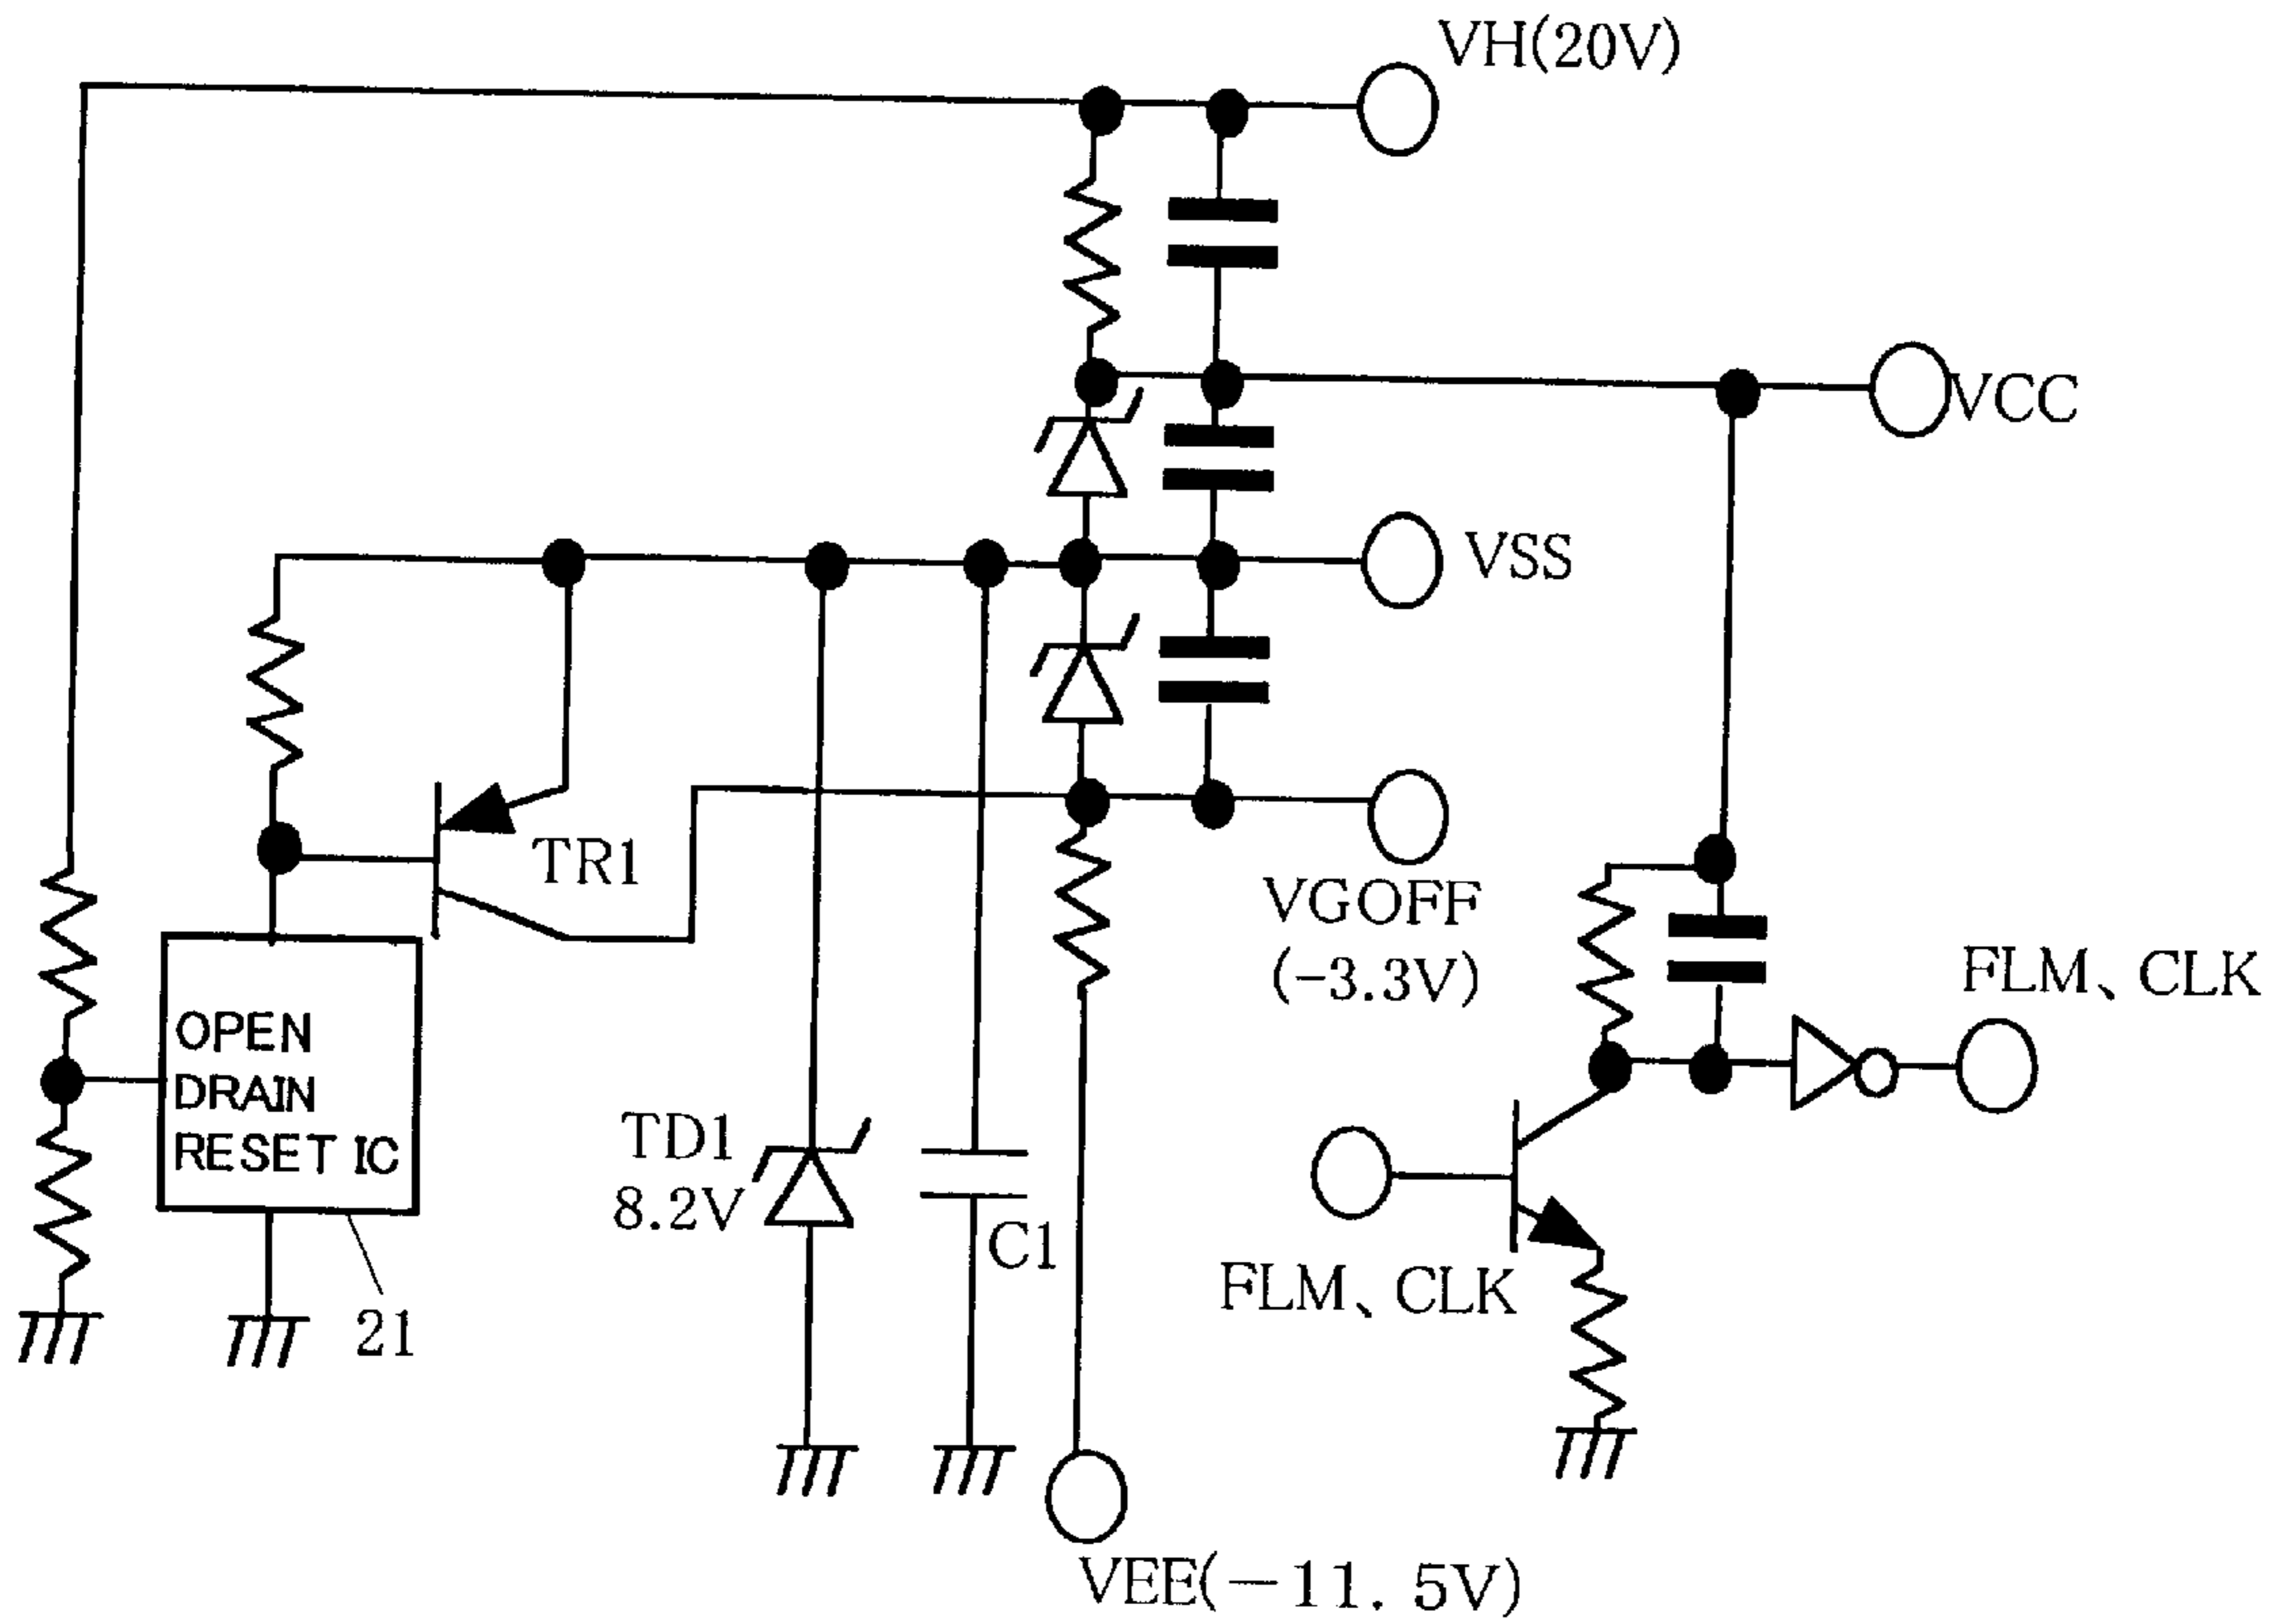 VH(20V)
VCC
VSS
TR1
VGOFF
(-3.3V)
FLM、CLK
OPEN
DRAIN
RESET IC
TD1
8.2V
C1
FLM、CLK
21
VEE(-11. 5V)